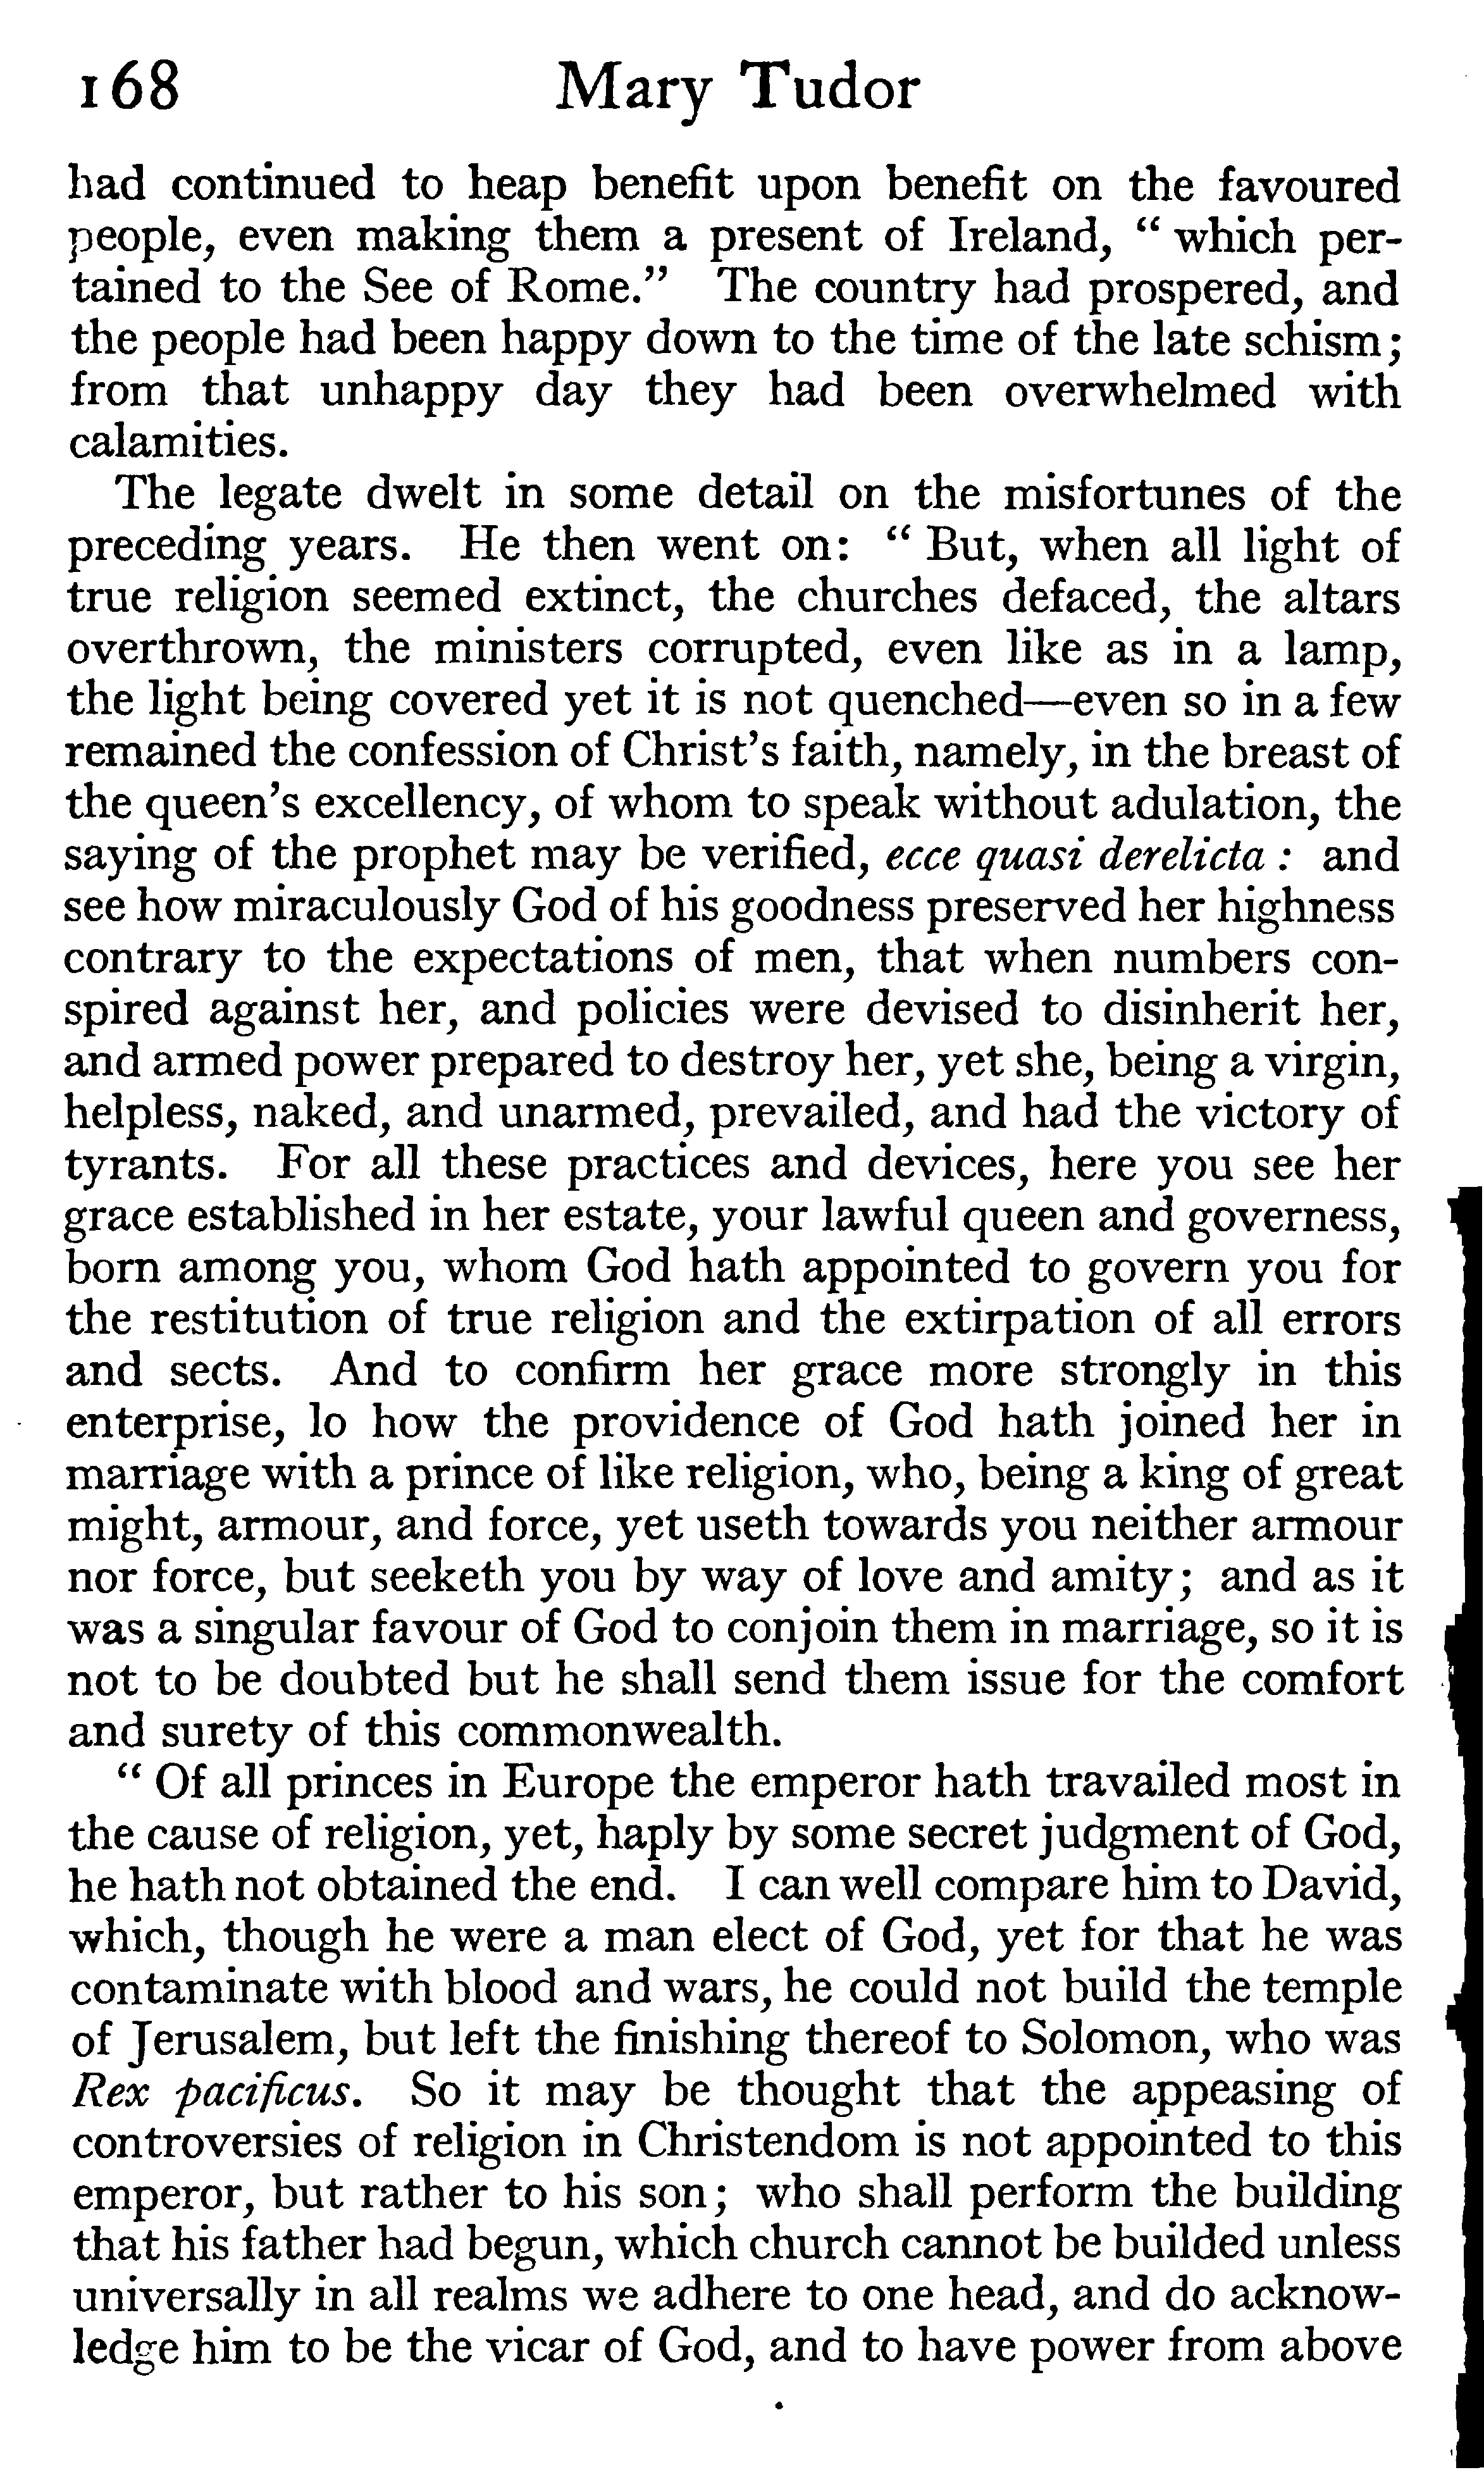 168 Mary Tudor
had continued to heap benefit upon benefit on the favoured
people, even making them a present of Ireland, " which per-
tained to the See of Rome." The country had prospered, and
the people had been happy down to the time of the late schism;
from that unhappy day they had been overwhelmed with
calamities.
The legate dwelt in some detail on the misfortunes of the
preceding years. He then went on: " But, when all light of
true religion seemed extinct, the churches defaced, the altars
overthrown, the ministers corrupted, even like as in a lamp,
the light being covered yet it is not quenched—even so in a few
remained the confession of Christ's faith, namely, in the breast of
the queen's excellency, of whom to speak without adulation, the
saying of the prophet may be verified, ecce quasi derelicta : and
see how miraculously God of his goodness preserved her highness
contrary to the expectations of men, that when numbers con-
spired against her, and policies were devised to disinherit her,
and armed power prepared to destroy her, yet she, being a virgin,
helpless, naked, and unarmed, prevailed, and had the victory of
tyrants. For all these practices and devices, here you see her
grace established in her estate, your lawful queen and governess,
born among you, whom God hath appointed to govern you for
the restitution of true religion and the extirpation of all errors
and sects. And to confirm her grace more strongly in this
enterprise, lo how the providence of God hath joined her in
marriage with a prince of like religion, who, being a king of great
might, armour, and force, yet useth towards you neither armour
nor force, but seeketh you by way of love and amity; and as it
was a singular favour of God to conjoin them in marriage, so it is
not to be doubted but he shall send them issue for the comfort
and surety of this commonwealth.
" Of all princes in Europe the emperor hath travailed most in
the cause of religion, yet, haply by some secret judgment of God,
he hath not obtained the end. I can well compare him to David,
which, though he were a man elect of God, yet for that he was
contaminate with blood and wars, he could not build the temple
of Jerusalem, but left the finishing thereof to Solomon, who was
Rex pacificus. So it may be thought that the appeasing of
controversies of religion in Christendom is not appointed to this
emperor, but rather to his son; who shall perform the building
that his father had begun, which church cannot be builded unless
universally in all realms we adhere to one head, and do acknow-
ledge him to be the vicar of God, and to have power from above